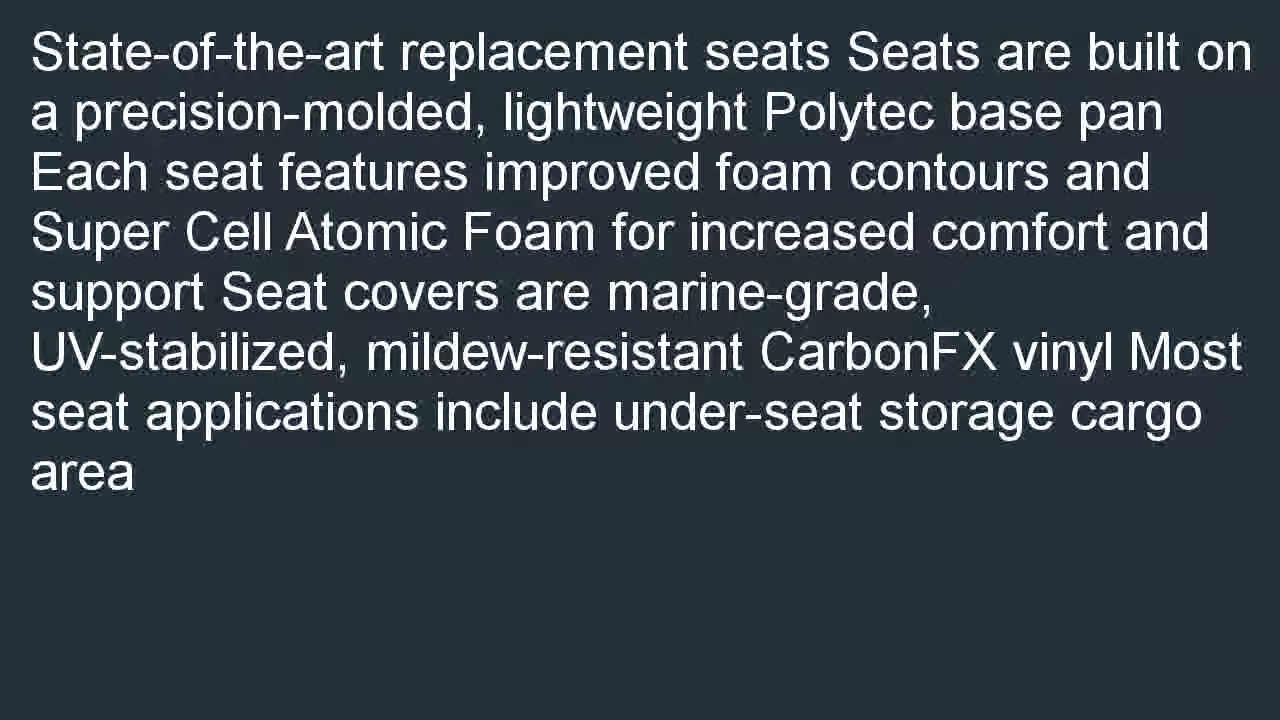 State-of-the-art replacement seats Seats are built on
a precision-molded, lightweight Polytec base pan
Each seat features improved foam contours and
Super Cell Atomic Foam for increased comfort and
support Seat covers are marine-grade,
UV-stabilized, mildew-resistant CarbonFX vinyl Most
seat applications include under-seat storage cargo
area